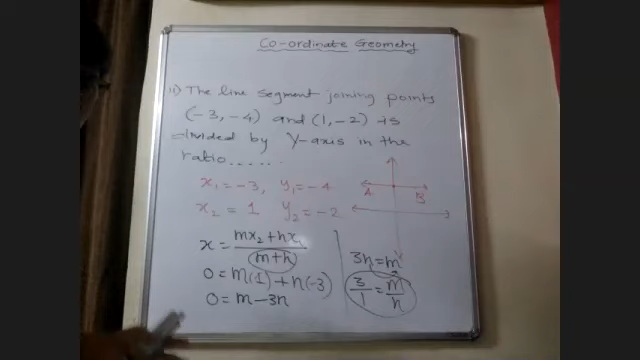 Co-ordinate Geometry
11) The line segment joining points
(-3, -4) and (1, -2) is
divided by Y-axis in the
ratio......
x₁ = -3, y₁ = -4
x₂ = 1 y₂ = -2
A B
x = mx₂ + nx₁ / m+n
0 = m(1) + n(-3)
0 = m - 3n
3n = m
3/1 = m/n